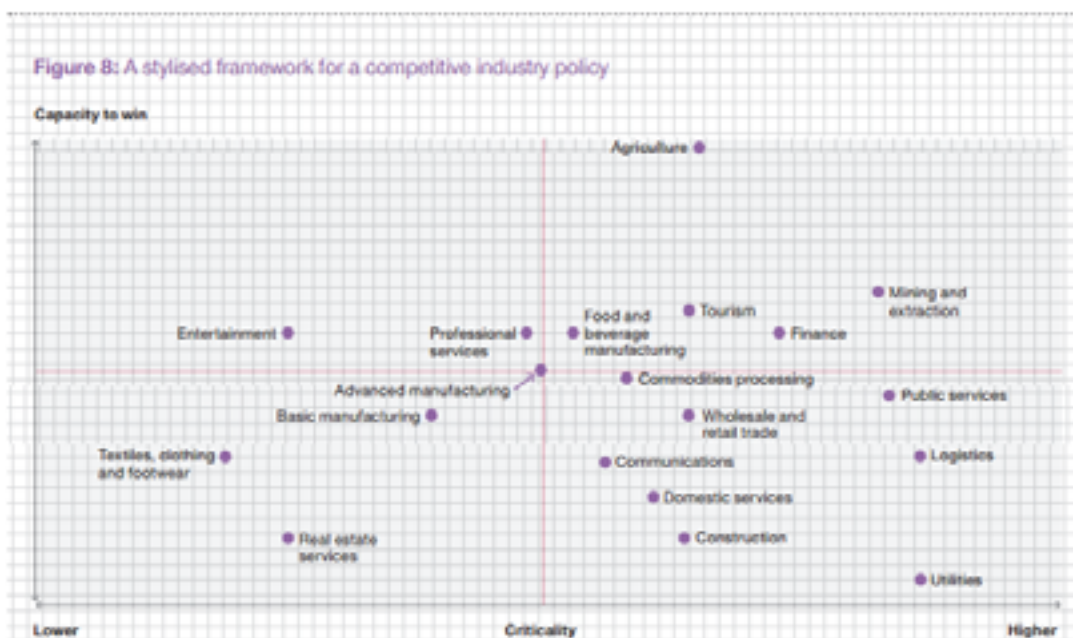 Figure 8: A stylised framework for a competitive industry policy
Capacity to win
Agriculture
Mining and
extraction
Tourism
Food and
beverage
manufacturing
Finance
Entertainment
Professional
services
Commodities processing
Advanced manufacturing
Public services
Basic manufacturing
Wholesale and
retail trade
Textiles, clothing
and footwear
Communications
Logistics
Domestic services
Real estate
services
Construction
Utilities
Lower
Criticality
Higher